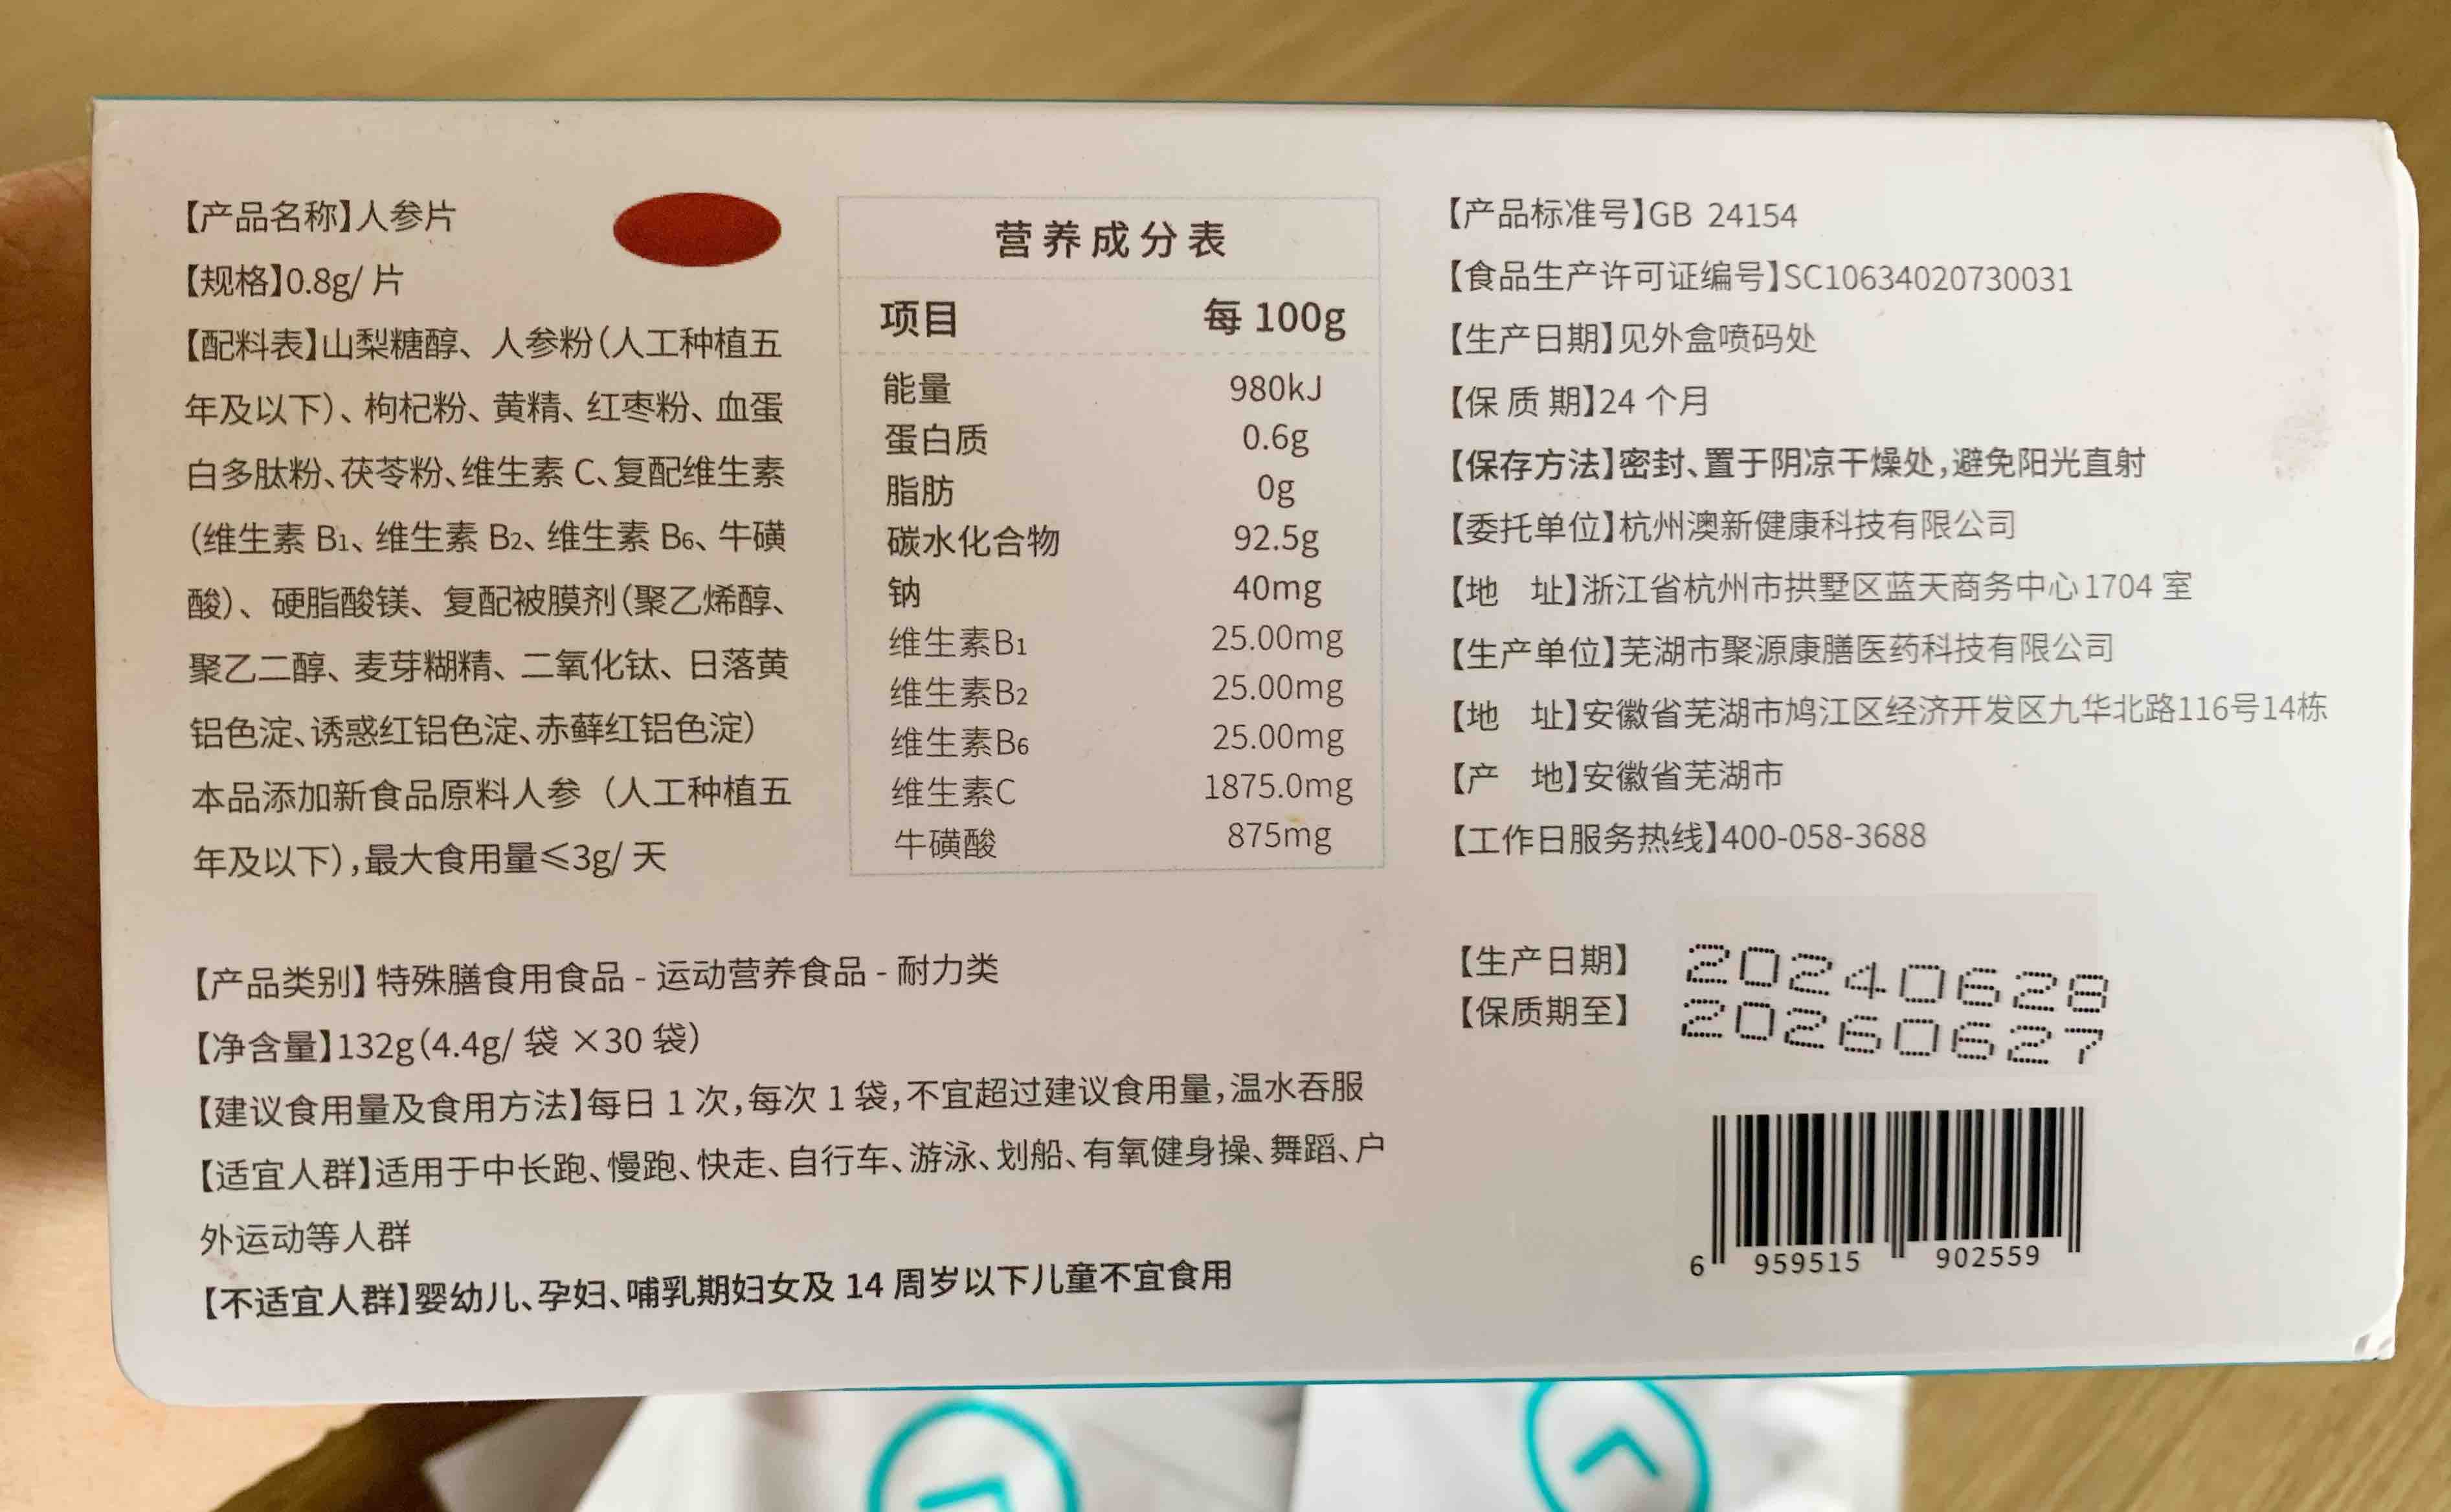 【产品名称】人参片
【规格】0.8g/ 片
【配料表】山梨糖醇、人参粉(人工种植五
年及以下)、枸杞粉、黄精、红枣粉、血蛋
白多肽粉、茯苓粉、维生素 C、复配维生素
(维生素 B1、维生素 B2、维生素 B6、牛磺
酸)、硬脂酸镁、复配被膜剂(聚乙烯醇、
聚乙二醇、麦芽糊精、二氧化钛、日落黄
铝色淀、诱惑红铝色淀、赤藓红铝色淀)
本品添加新食品原料人参（人工种植五
年及以下),最大食用量≤3g/ 天
营养成分表
项目 每 100g
能量 980kJ
蛋白质 0.6g
脂肪 0g
碳水化合物 92.5g
钠 40mg
维生素B1 25.00mg
维生素B2 25.00mg
维生素B6 25.00mg
维生素C 1875.0mg
牛磺酸 875mg
【产品类别】特殊膳食用食品 - 运动营养食品 - 耐力类
【净含量】132g(4.4g/ 袋 ×30 袋)
【建议食用量及食用方法】每日 1 次,每次 1 袋,不宜超过建议食用量,温水吞服
【适宜人群】适用于中长跑、慢跑、快走、自行车、游泳、划船、有氧健身操、舞蹈、户
外运动等人群
【不适宜人群】婴幼儿、孕妇、哺乳期妇女及 14 周岁以下儿童不宜食用
【产品标准号】GB 24154
【食品生产许可证编号】SC10634020730031
【生产日期】见外盒喷码处
【保 质 期】24 个月
【保存方法】密封、置于阴凉干燥处,避免阳光直射
【委托单位】杭州澳新健康科技有限公司
【地 址】浙江省杭州市拱墅区蓝天商务中心1704 室
【生产单位】芜湖市聚源康膳医药科技有限公司
【地 址】安徽省芜湖市鸠江区经济开发区九华北路116号14栋
【产 地】安徽省芜湖市
【工作日服务热线】400-058-3688
【生产日期】 20240628
【保质期至】 20260627
6 959515 902559